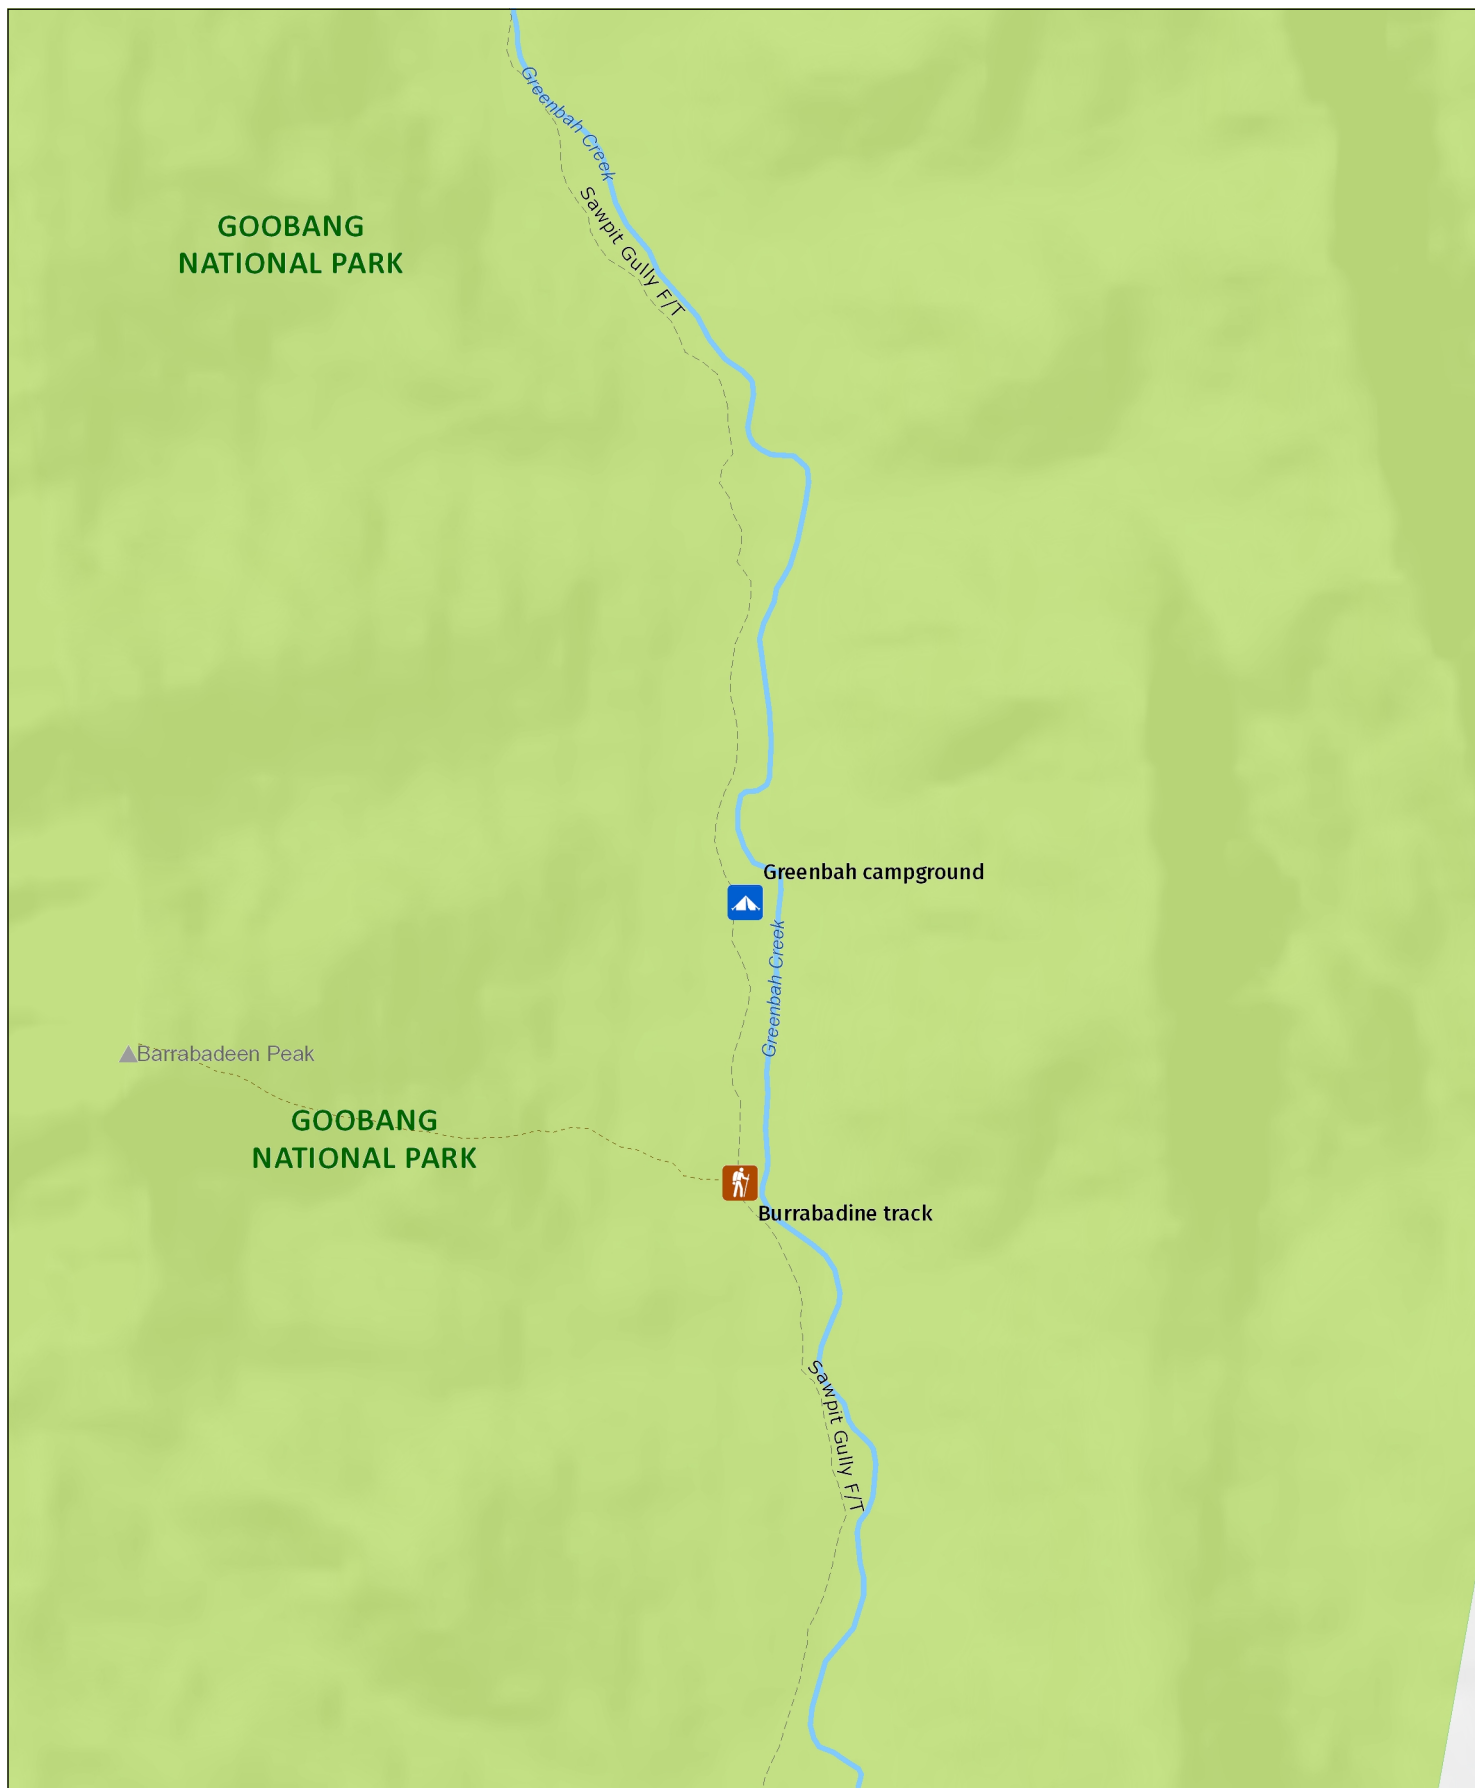 Greenbah Creek
Sawpit Gully F/T
GOOBANG
NATIONAL PARK
Greenbah campground
Greenbah Creek
Barrabadeen Peak
GOOBANG
NATIONAL PARK
Burrabadine track
Sawpit Gully F/T